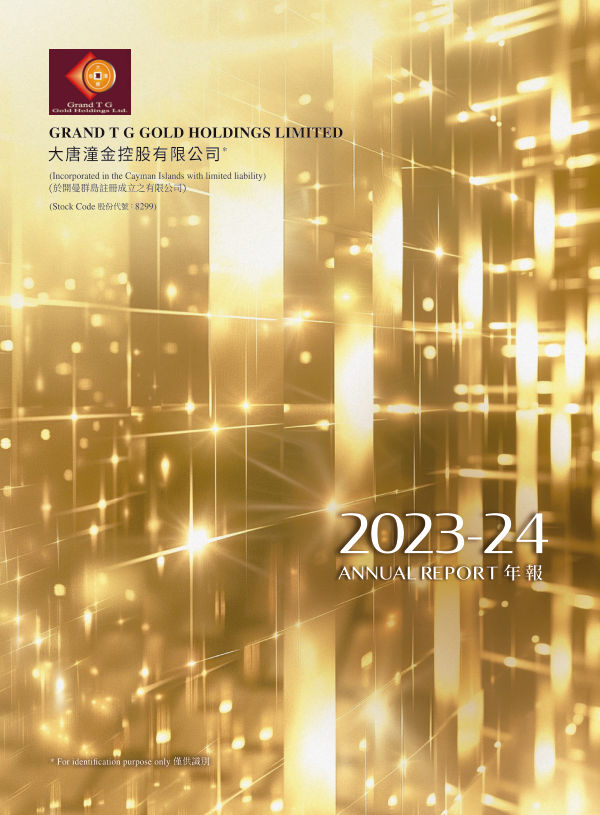 Grand T G
Gold Holdings Ltd.
GRAND T G GOLD HOLDINGS LIMITED
大唐潼金控股有限公司*
(Incorporated in the Cayman Islands with limited liability)
(於開曼群島註冊成立之有限公司)
(Stock Code 股份代號：8299)
2023-24
ANNUAL REPORT 年報
* For identification purpose only 僅供識別